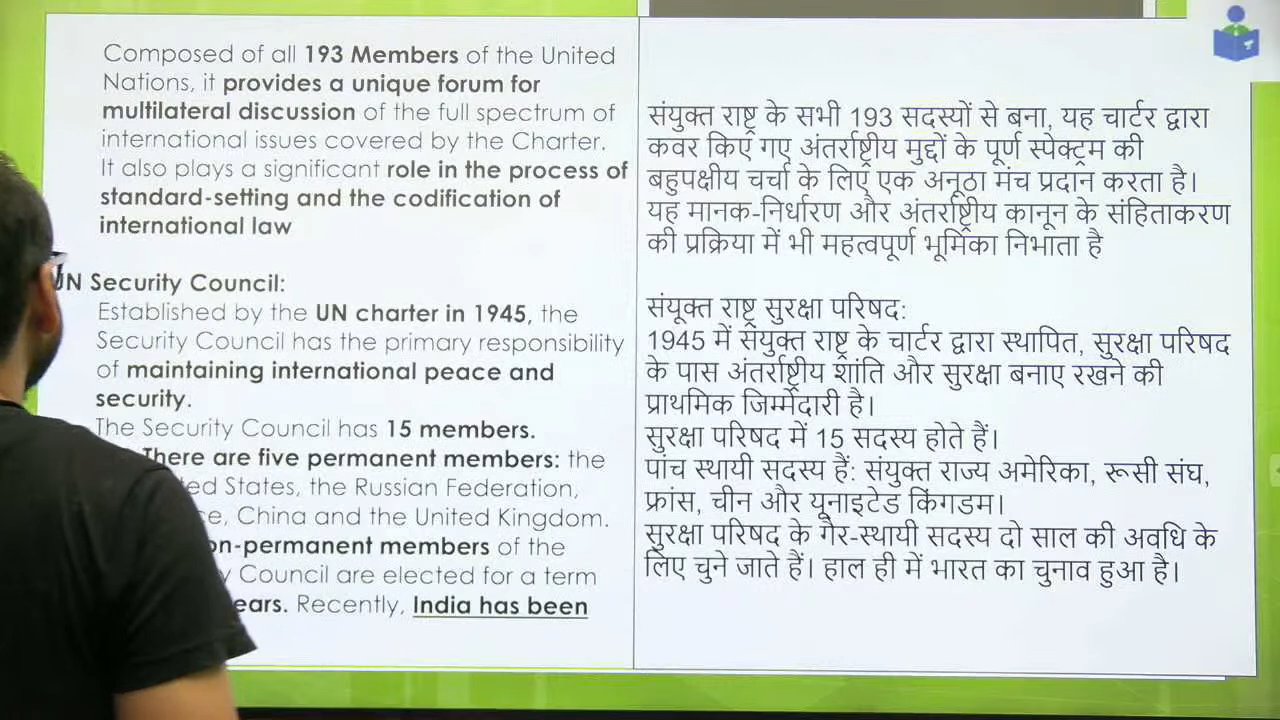 Composed of all 193 Members of the United
Nations, it provides a unique forum for
multilateral discussion of the full spectrum of
international issues covered by the Charter.
It also plays a significant role in the process of
standard-setting and the codification of
international law
UN Security Council:
Established by the UN charter in 1945, the
Security Council has the primary responsibility
of maintaining international peace and
security.
The Security Council has 15 members.
There are five permanent members: the
States, the Russian Federation,
China and the United Kingdom.
members of the
Council are elected for a term
Recently, India has been
संयुक्त राष्ट्र के सभी 193 सदस्यों से बना, यह चार्टर द्वारा
कवर किए गए अंतर्राष्ट्रीय मुद्दों के पूर्ण स्पेक्ट्रम की
बहुपक्षीय चर्चा के लिए एक अनूठा मंच प्रदान करता है।
यह मानक-निर्धारण और अंतर्राष्ट्रीय कानून के संहिताकरण
की प्रक्रिया में भी महत्वपूर्ण भूमिका निभाता है
संयूक्त राष्ट्र सुरक्षा परिषद:
1945 में संयुक्त राष्ट्र के चार्टर द्वारा स्थापित, सुरक्षा परिषद
के पास अंतर्राष्ट्रीय शांति और सुरक्षा बनाए रखने की
प्राथमिक जिम्मेदारी है।
सुरक्षा परिषद में 15 सदस्य होते हैं।
पांच स्थायी सदस्य हैं: संयुक्त राज्य अमेरिका, रूसी संघ,
फ्रांस, चीन और यूनाइटेड किंगडम।
सुरक्षा परिषद के गैर-स्थायी सदस्य दो साल की अवधि के
लिए चुने जाते हैं। हाल ही में भारत का चुनाव हुआ है।